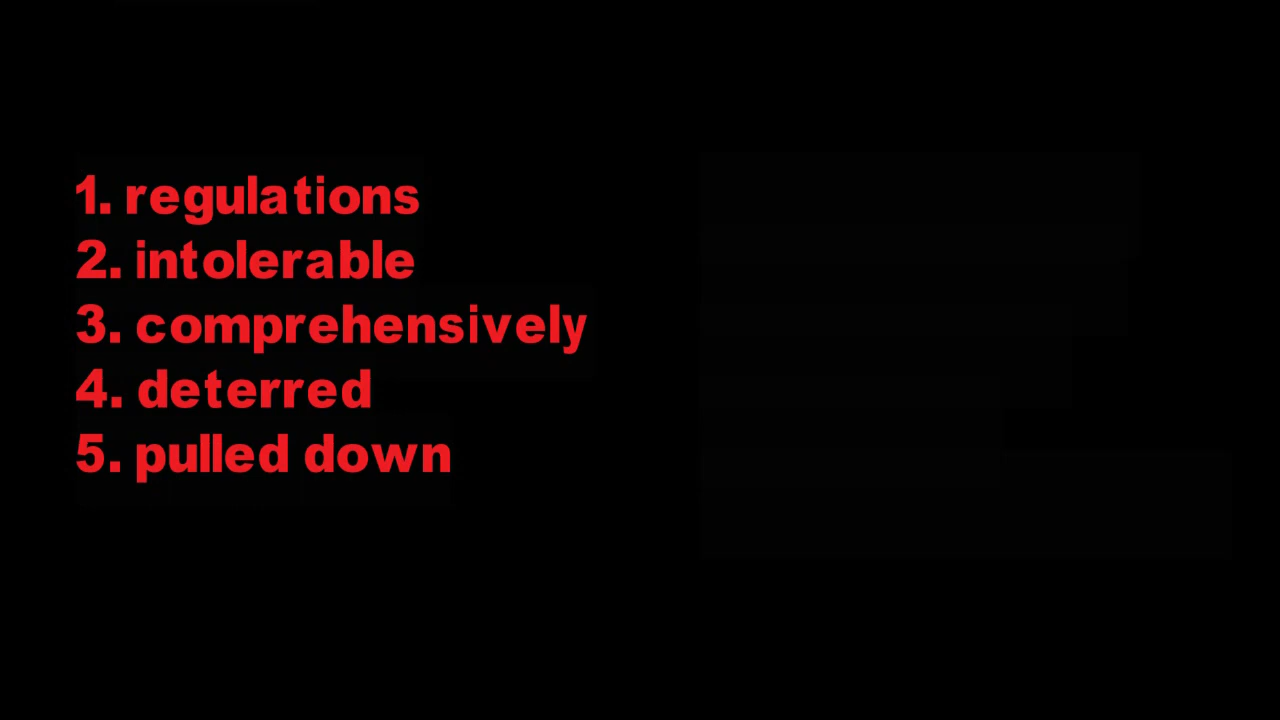 1. regulations
2. intolerable
3. comprehensively
4. deterred
5. pulled down